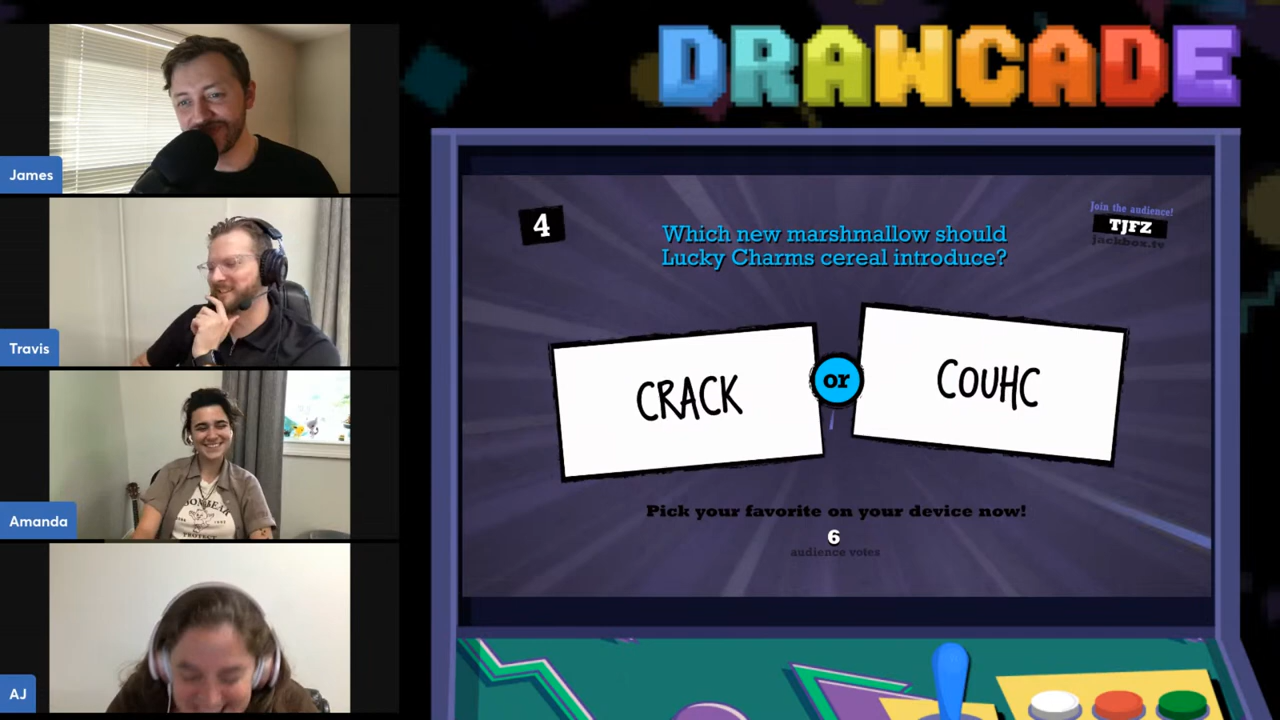 DRAWCADE
James
Travis
Amanda
AJ
4
Join the audience!
TJFZ
jackbox.tv
Which new marshmallow should
Lucky Charms cereal introduce?
CRACK
or
COUHC
Pick your favorite on your device now!
6
audience votes
PROTECT